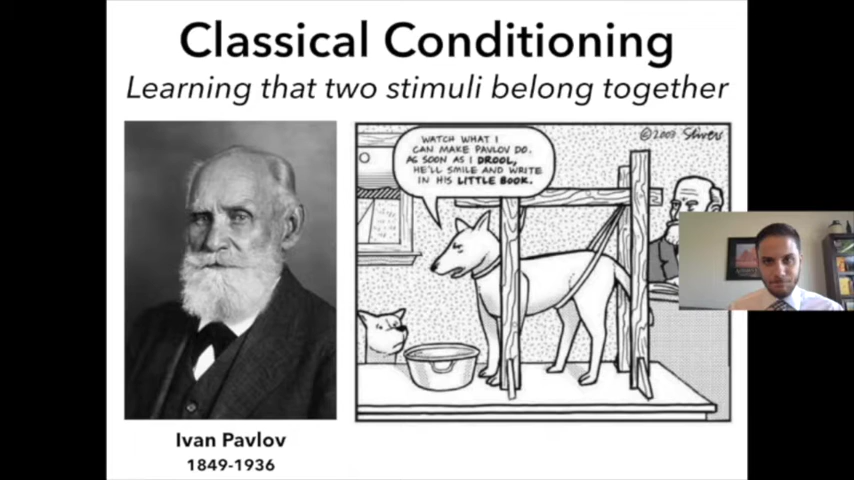 Classical Conditioning
Learning that two stimuli belong together
©2003 Stivers
WATCH WHAT I
CAN MAKE PAVLOV DO.
AS SOON AS I DROOL,
HE'LL SMILE AND WRITE
IN HIS LITTLE BOOK.
Ivan Pavlov
1849-1936